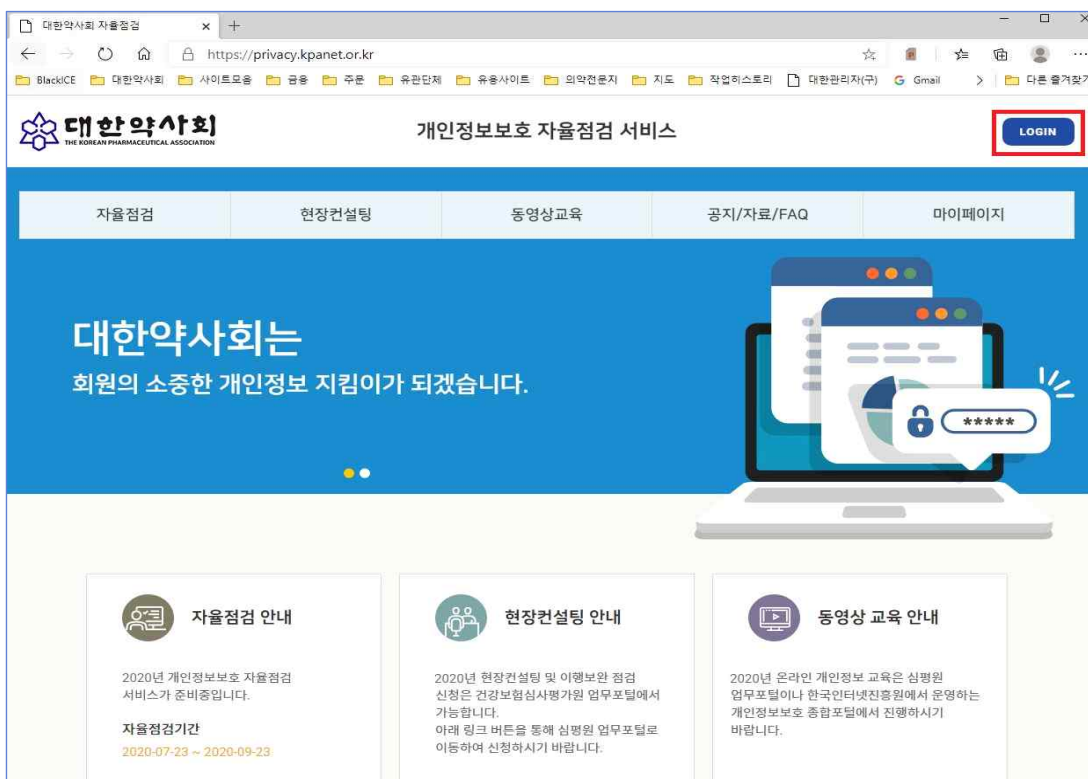 대한약사회 자율점검
https://privacy.kpanet.or.kr
BlackICE 대한약사회 사이트모음 금융 주문 유관단체 유용사이트 의약전문지 지도 작업히스토리 대한관리자(구) Gmail 다른 즐겨찾기
대한약사회
THE KOREAN PHARMACEUTICAL ASSOCIATION
개인정보보호 자율점검 서비스
LOGIN
자율점검 현장컨설팅 동영상교육 공지/자료/FAQ 마이페이지
대한약사회는
회원의 소중한 개인정보 지킴이가 되겠습니다.
*****
자율점검 안내
2020년 개인정보보호 자율점검
서비스가 준비중입니다.
자율점검기간
2020-07-23 ~ 2020-09-23
현장컨설팅 안내
2020년 현장컨설팅 및 이행보완 점검
신청은 건강보험심사평가원 업무포털에서
가능합니다.
아래 링크 버튼을 통해 심평원 업무포털로
이동하여 신청하시기 바랍니다.
동영상 교육 안내
2020년 온라인 개인정보 교육은 심평원
업무포털이나 한국인터넷진흥원에서 운영하는
개인정보보호 종합포털에서 진행하시기
바랍니다.